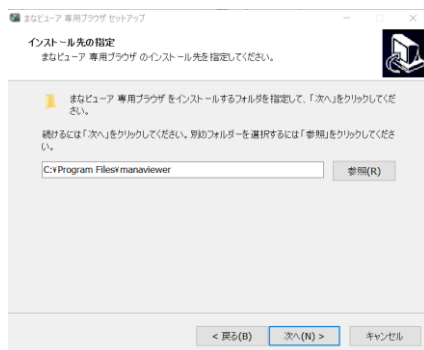 まなビューア 専用ブラウザ セットアップ
インストール先の指定
まなビューア 専用ブラウザ のインストール先を指定してください。
まなビューア 専用ブラウザ をインストールするフォルダを指定して、「次へ」をクリックしてくだ
さい。
続けるには「次へ」をクリックしてください。別のフォルダーを選択するには「参照」をクリックしてくださ
い。
C:¥Program Files¥manaviewer
参照(R)
< 戻る(B)
次へ(N) >
キャンセル